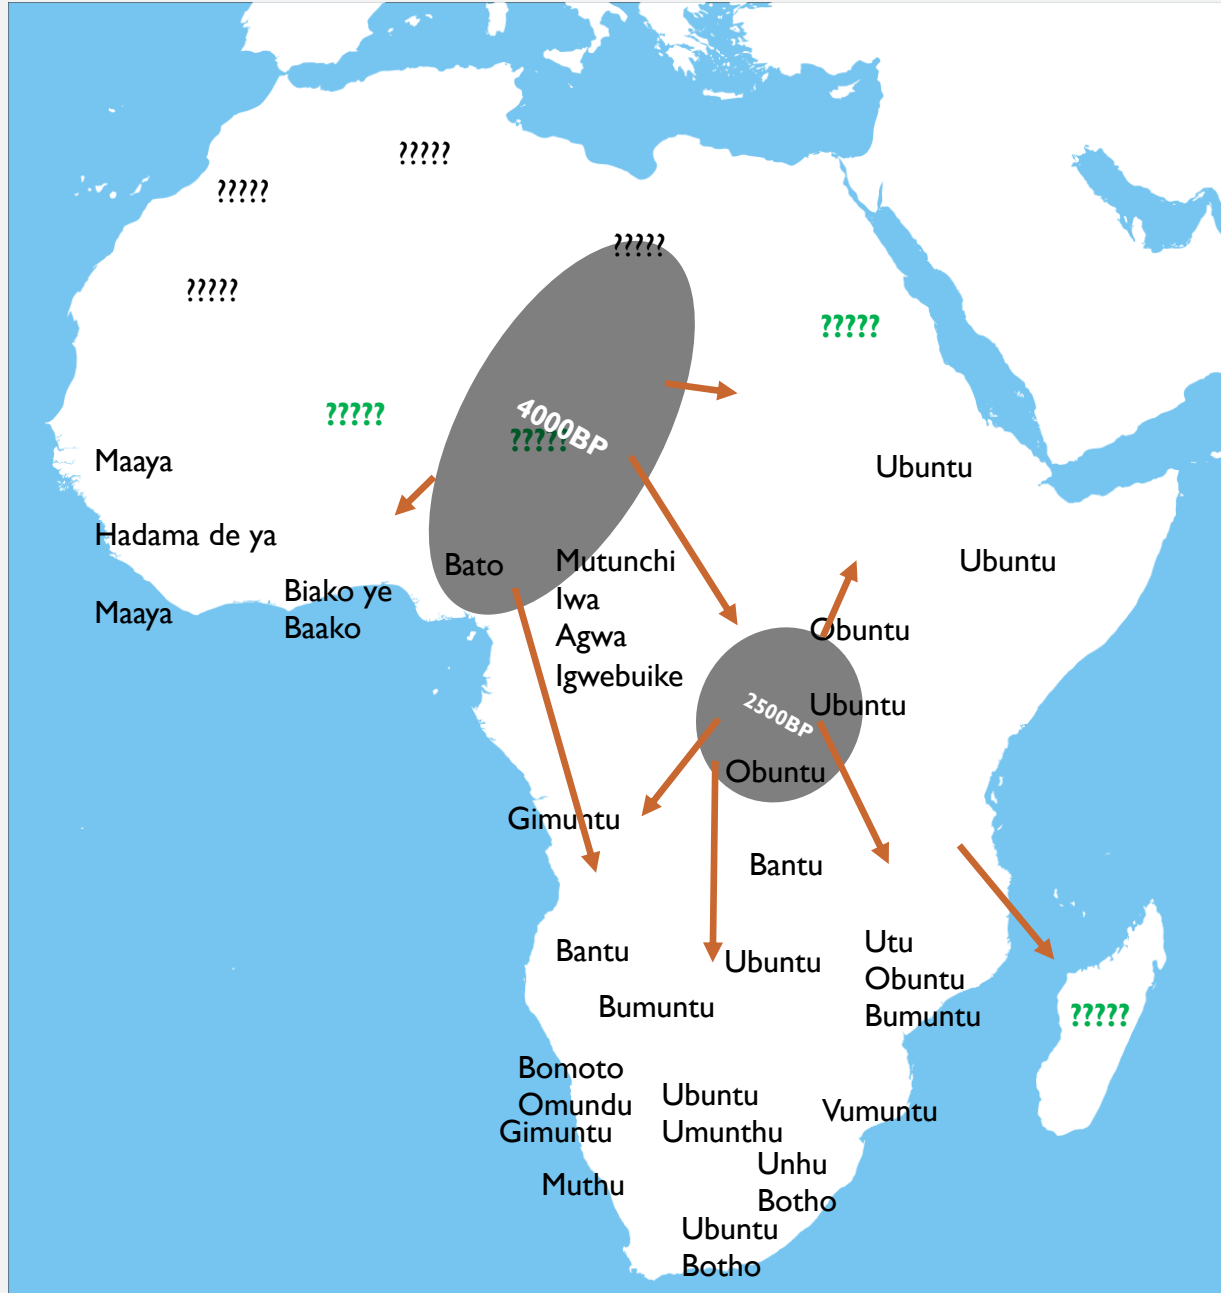 ?????
?????
?????
?????
?????
?????
4000BP
?????
Maaya
Ubuntu
Hadama de ya
Bato
Mutunchi
Iwa
Agwa
Igwebuike
Ubuntu
Biako ye
Baako
Maaya
Obuntu
Ubuntu
2500BP
Obuntu
Gimuntu
Bantu
Bantu
Ubuntu
Utu
Obuntu
Bumuntu
Bumuntu
?????
Bomoto
Omundu
Gimuntu
Ubuntu
Umunthu
Vumuntu
Unhu
Botho
Muthu
Ubuntu
Botho